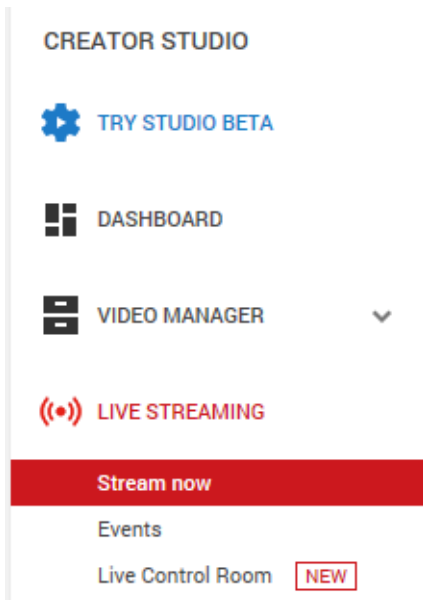 CREATOR STUDIO
TRY STUDIO BETA
DASHBOARD
VIDEO MANAGER
LIVE STREAMING
Stream now
Events
Live Control Room NEW